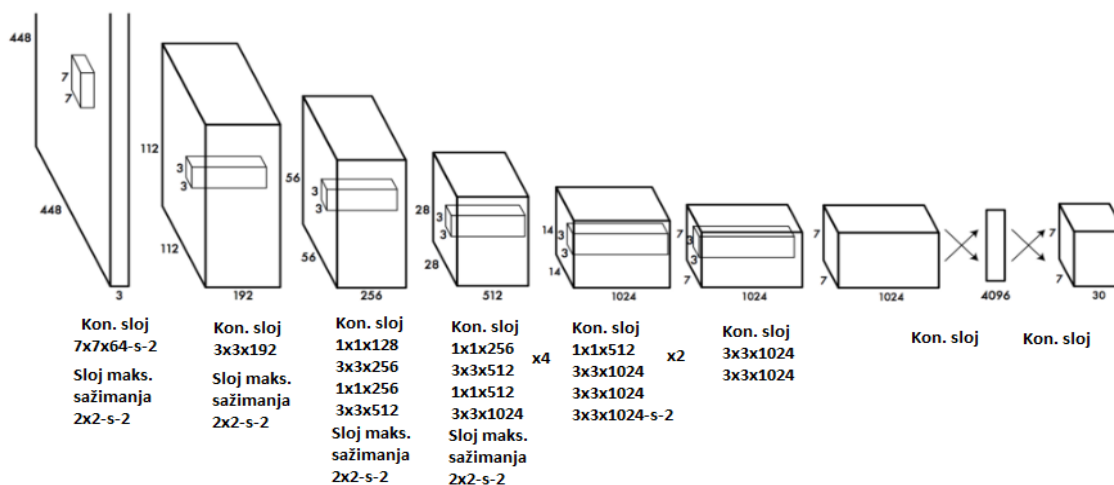 448
7
7
448
3
112
3
3
112
192
56
3
3
56
256
28
3
3
28
512
14
3
3
14
1024
7
3
3
7
1024
7
7
1024
4096
7
7
30
Kon. sloj
7x7x64-s-2
Sloj maks.
sažimanja
2x2-s-2
Kon. sloj
3x3x192
Sloj maks.
sažimanja
2x2-s-2
Kon. sloj
1x1x128
3x3x256
1x1x256
3x3x512
Sloj maks.
sažimanja
2x2-s-2
Kon. sloj
1x1x256
3x3x512
x4
1x1x512
3x3x1024
Sloj maks.
sažimanja
2x2-s-2
Kon. sloj
1x1x512
3x3x1024
x2
3x3x1024
3x3x1024-s-2
Kon. sloj
3x3x1024
3x3x1024
Kon. sloj
Kon. sloj